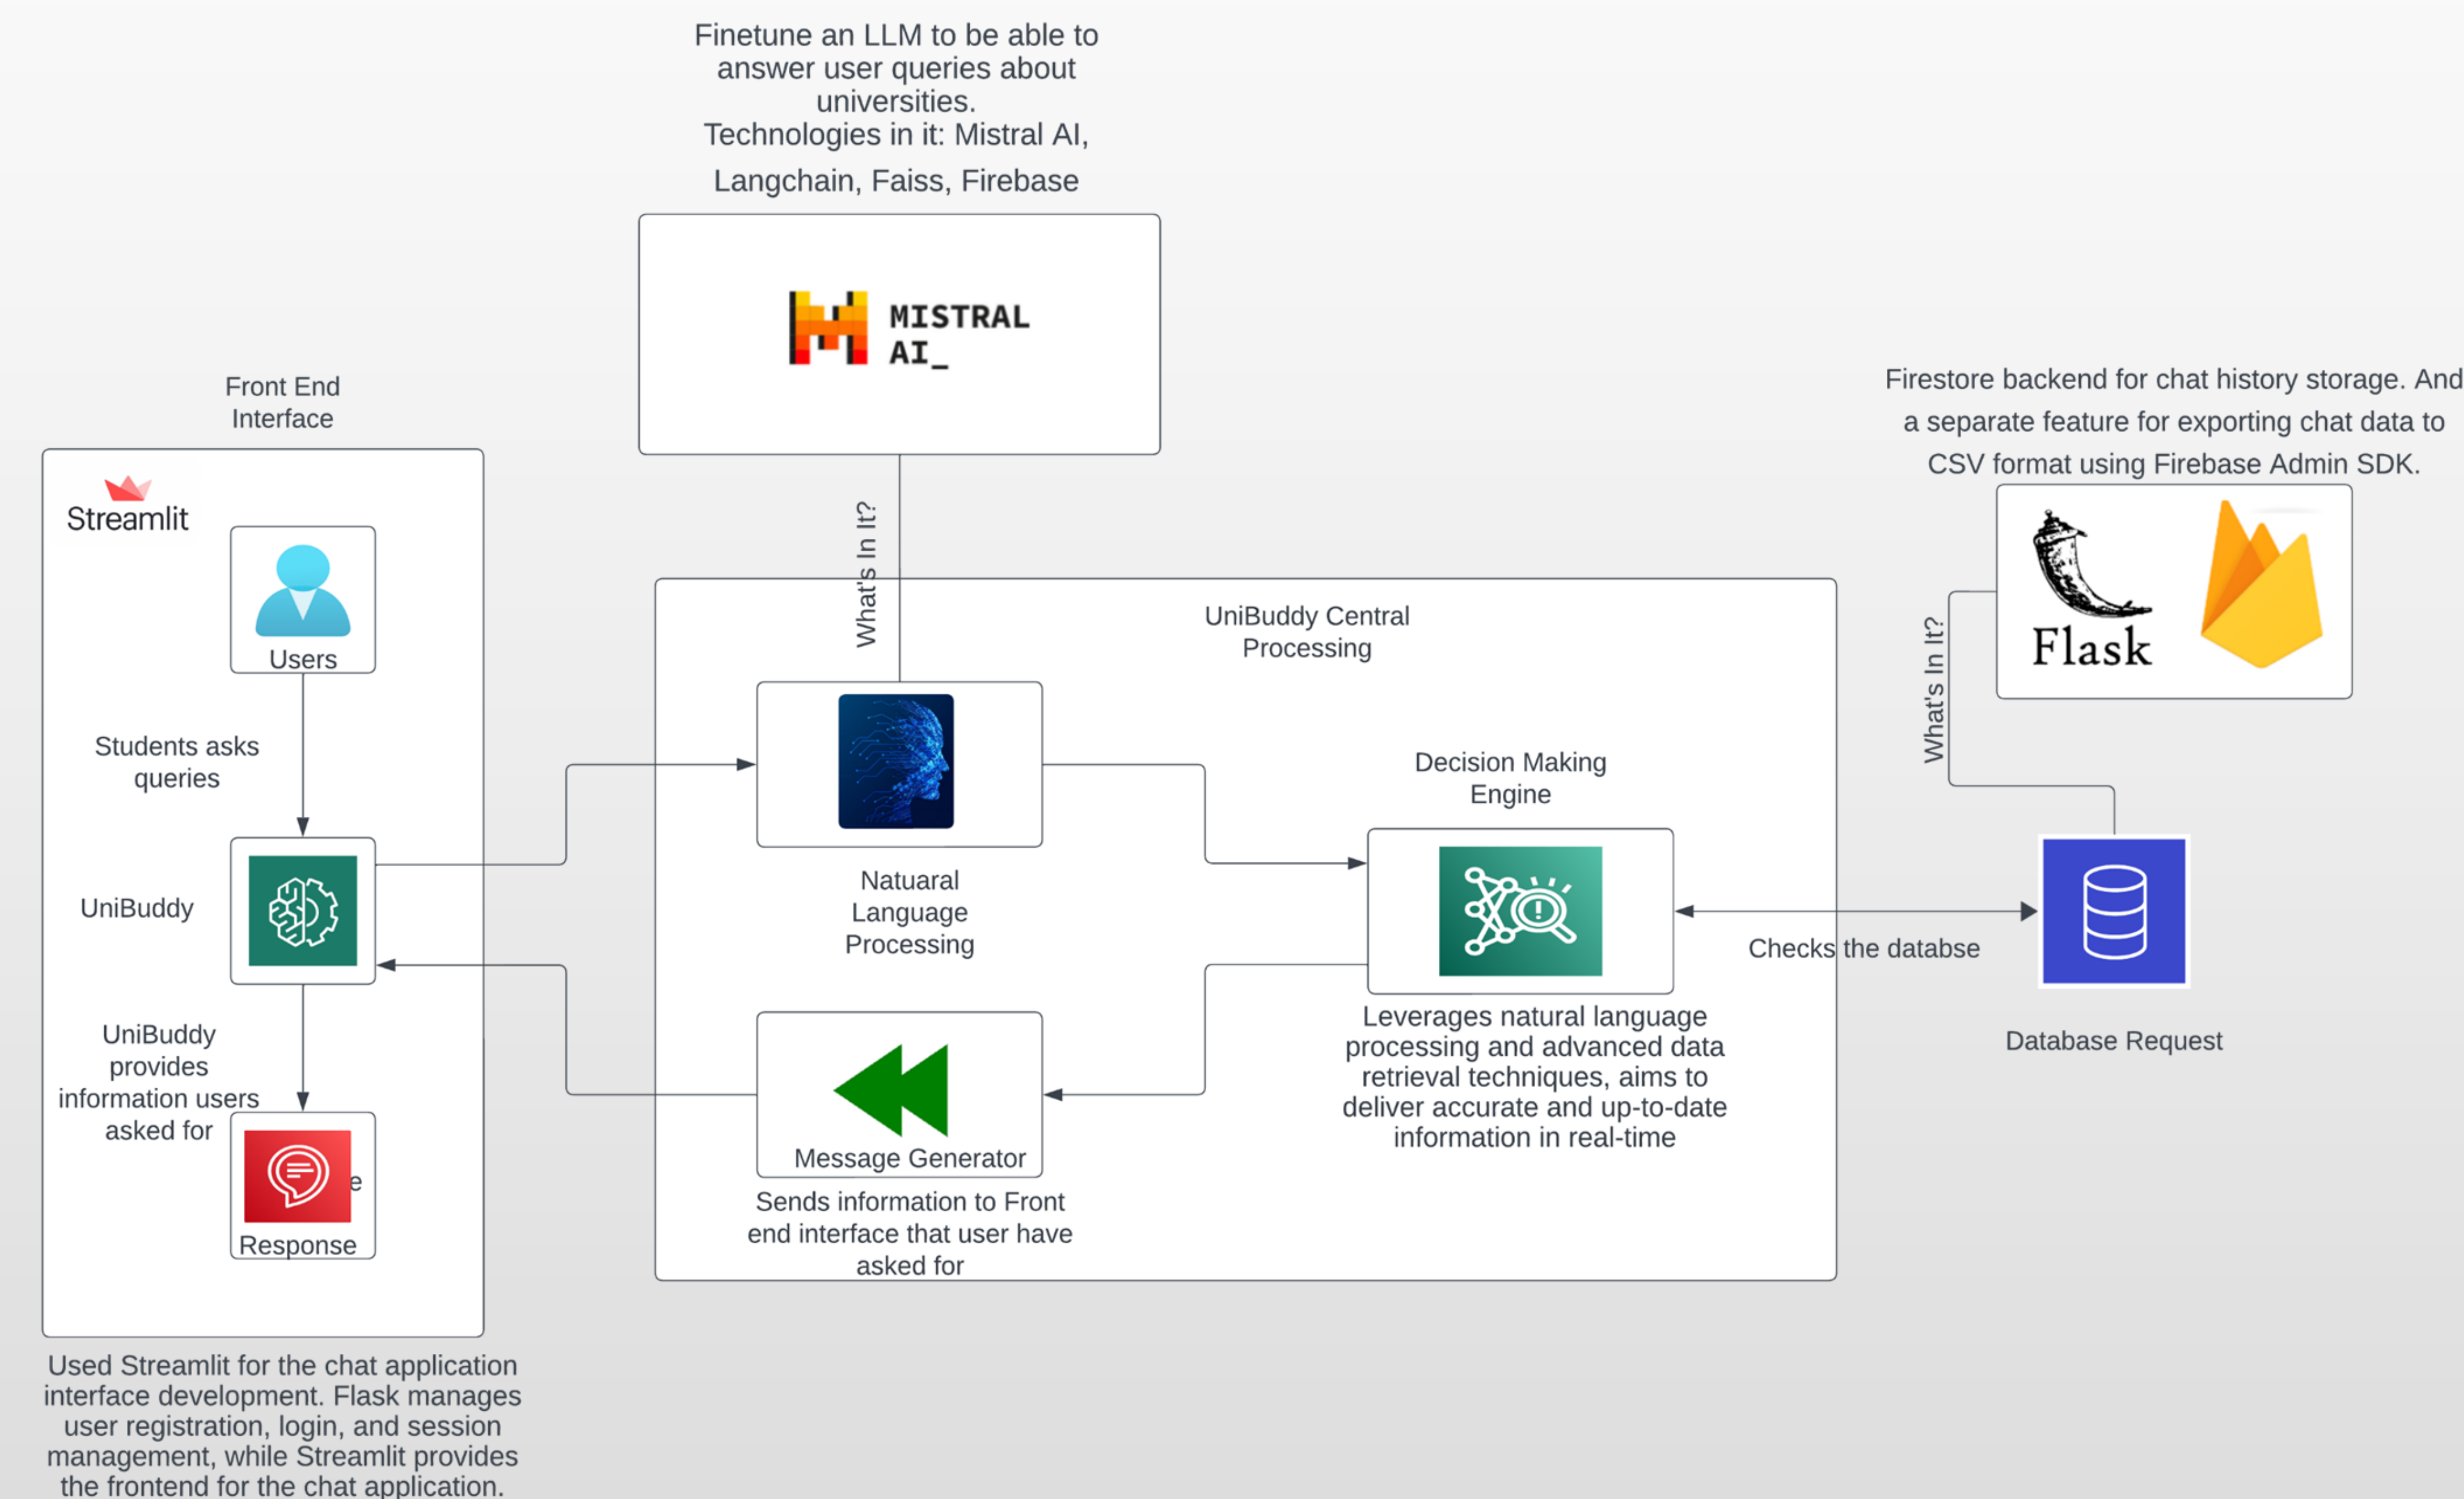 Finetune an LLM to be able to
answer user queries about
universities.
Technologies in it: Mistral AI,
Langchain, Faiss, Firebase
MISTRAL
AI_
Front End
Interface
Streamlit
Users
Students asks
queries
UniBuddy
UniBuddy
provides
information users
asked for
e
Response
Used Streamlit for the chat application
interface development. Flask manages
user registration, login, and session
management, while Streamlit provides
the frontend for the chat application.
What's In It?
UniBuddy Central
Processing
Natuaral
Language
Processing
Decision Making
Engine
Leverages natural language
processing and advanced data
retrieval techniques, aims to
deliver accurate and up-to-date
information in real-time
Message Generator
Sends information to Front
end interface that user have
asked for
Firestore backend for chat history storage. And
a separate feature for exporting chat data to
CSV format using Firebase Admin SDK.
Flask
What's In It?
Checks the databse
Database Request